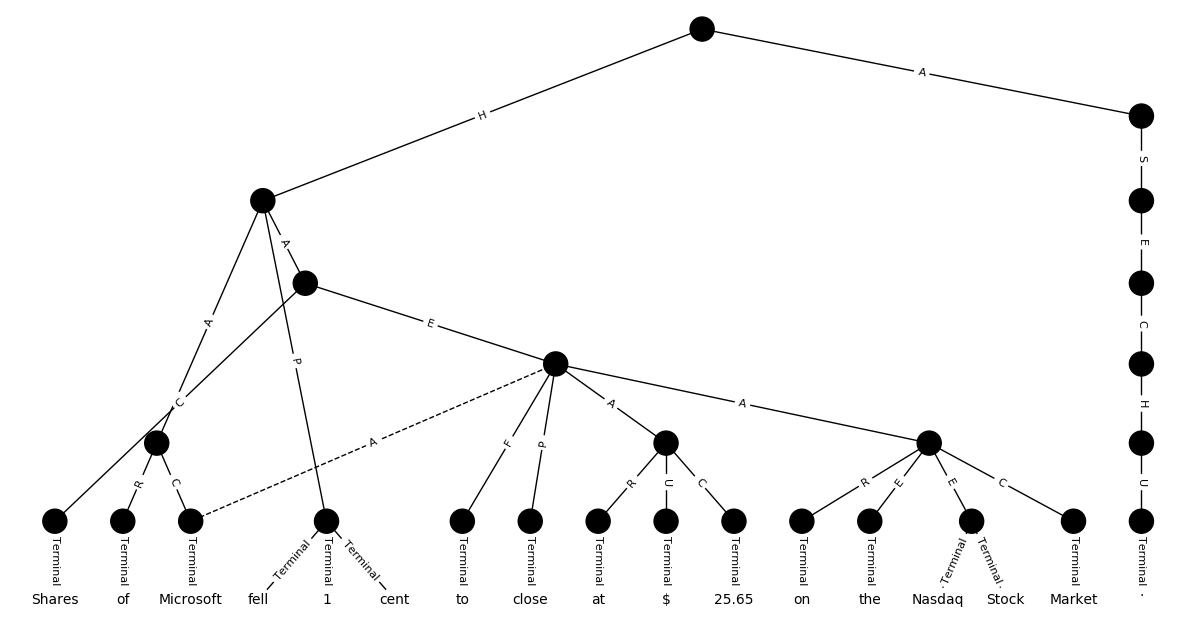 H A
S
A E
A E C
P
C A A
A F P H
R C R U C R E E C U
Terminal Terminal Terminal Terminal Terminal Terminal Terminal Terminal Terminal Terminal Terminal Terminal Terminal Terminal Terminal Terminal Terminal
Shares of Microsoft fell 1 cent to close at $ 25.65 on the Nasdaq Stock Market .